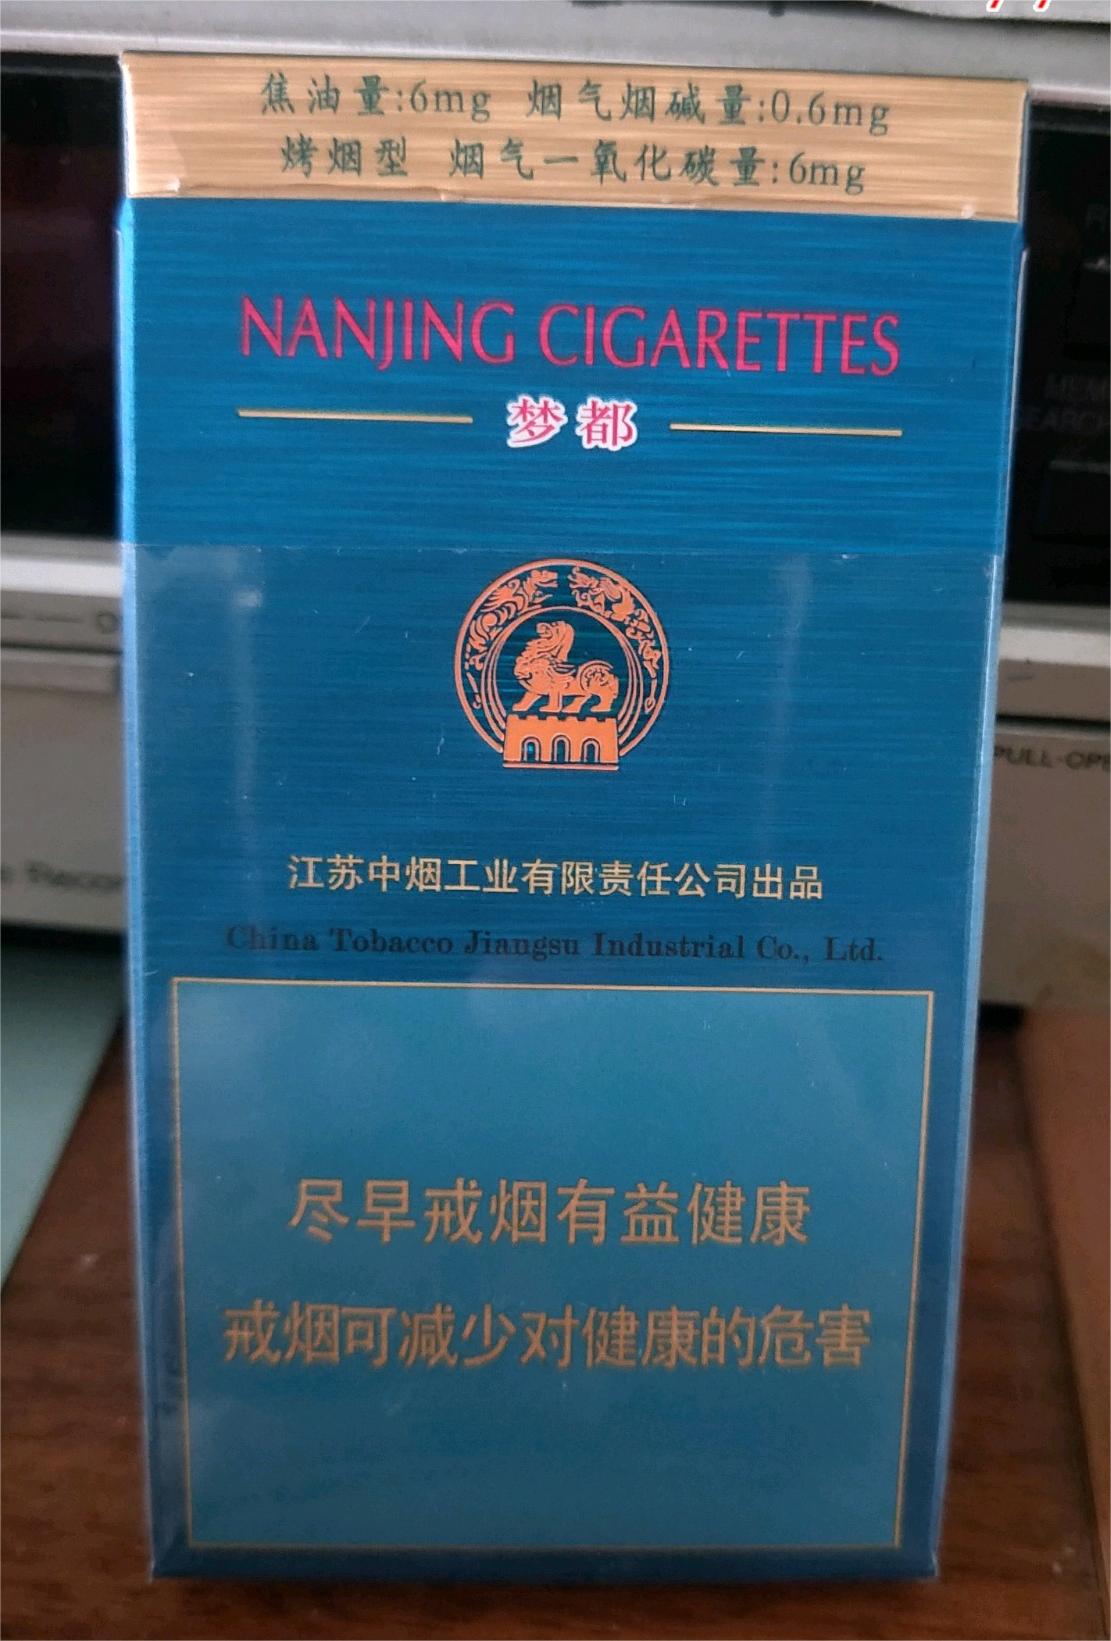 焦油量:6mg 烟气烟碱量:0.6mg
烤烟型 烟气一氧化碳量:6mg
NANJING CIGARETTES
梦都
江苏中烟工业有限责任公司出品
China Tobacco Jiangsu Industrial Co., Ltd.
PULL-OPE
尽早戒烟有益健康
戒烟可减少对健康的危害